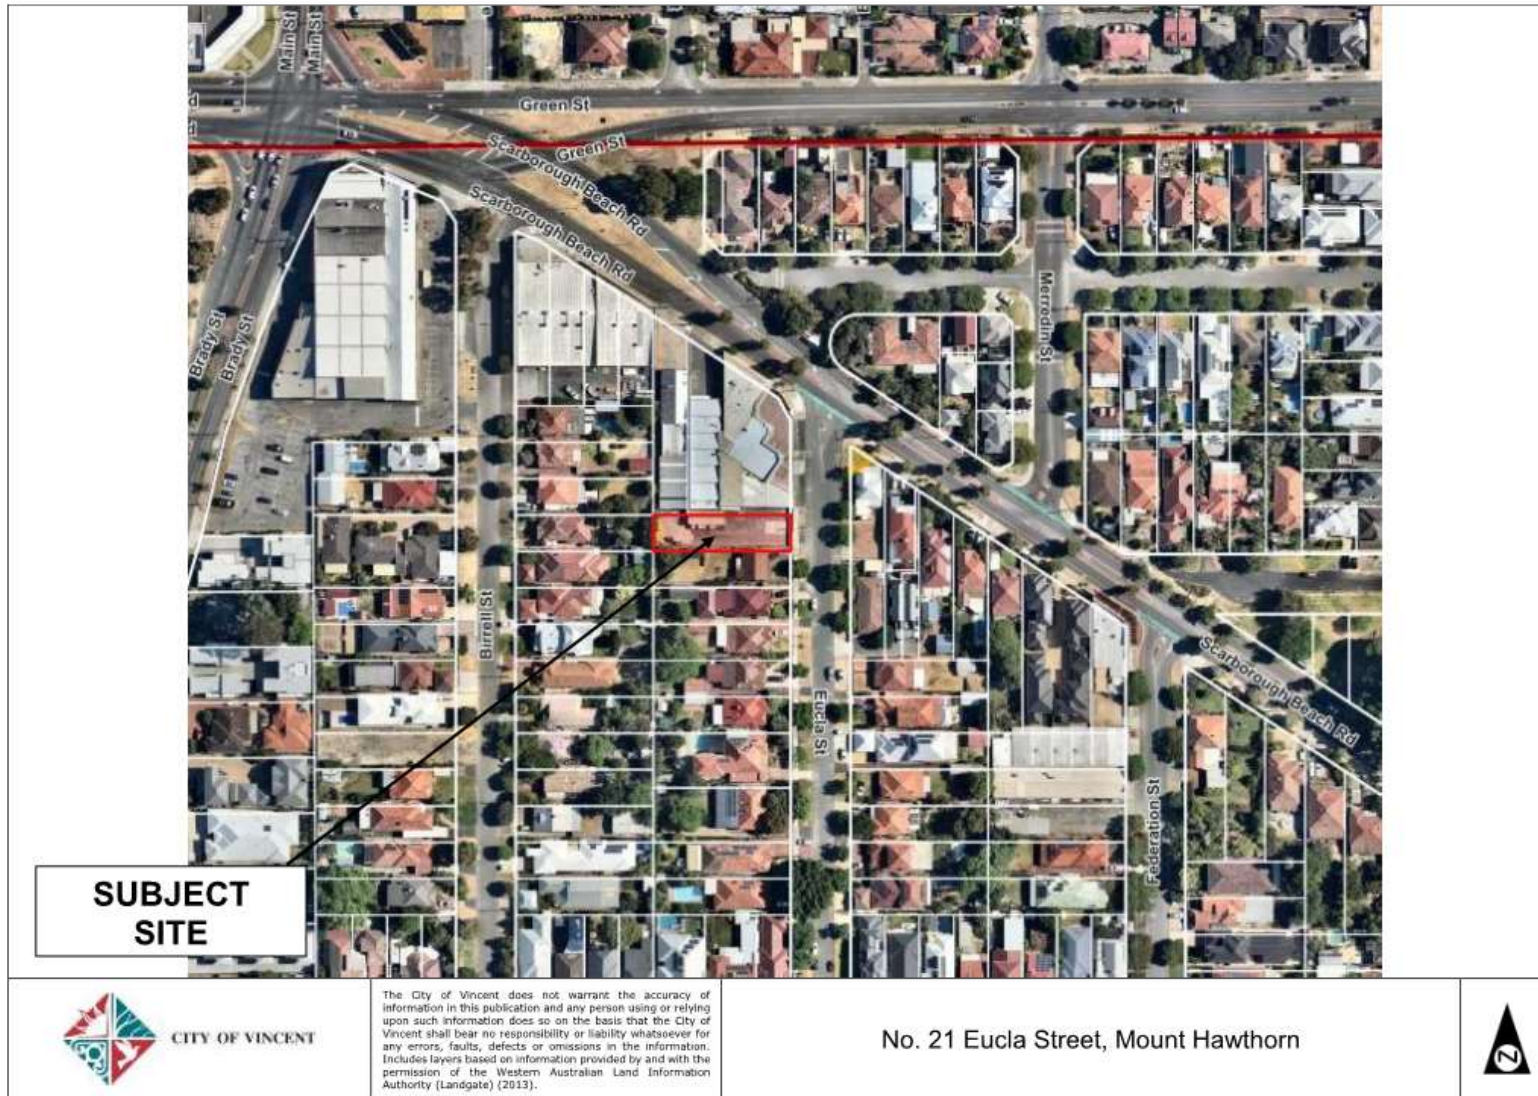 Main St
Main St
Green St
Green St
Scarborough Beach Rd
Scarborough Beach Rd
Brady St
Brady St
Merredin St
Birrell St
Eucla St
Scarborough Beach Rd
Federation St
SUBJECT
SITE
CITY OF VINCENT
The City of Vincent does not warrant the accuracy of
information in this publication and any person using or relying
upon such information does so on the basis that the City of
Vincent shall bear no responsibility or liability whatsoever for
any errors, faults, defects or omissions in the information.
Includes layers based on information provided by and with the
permission of the Western Australian Land Information
Authority (Landgate) (2013).
No. 21 Eucla Street, Mount Hawthorn
N